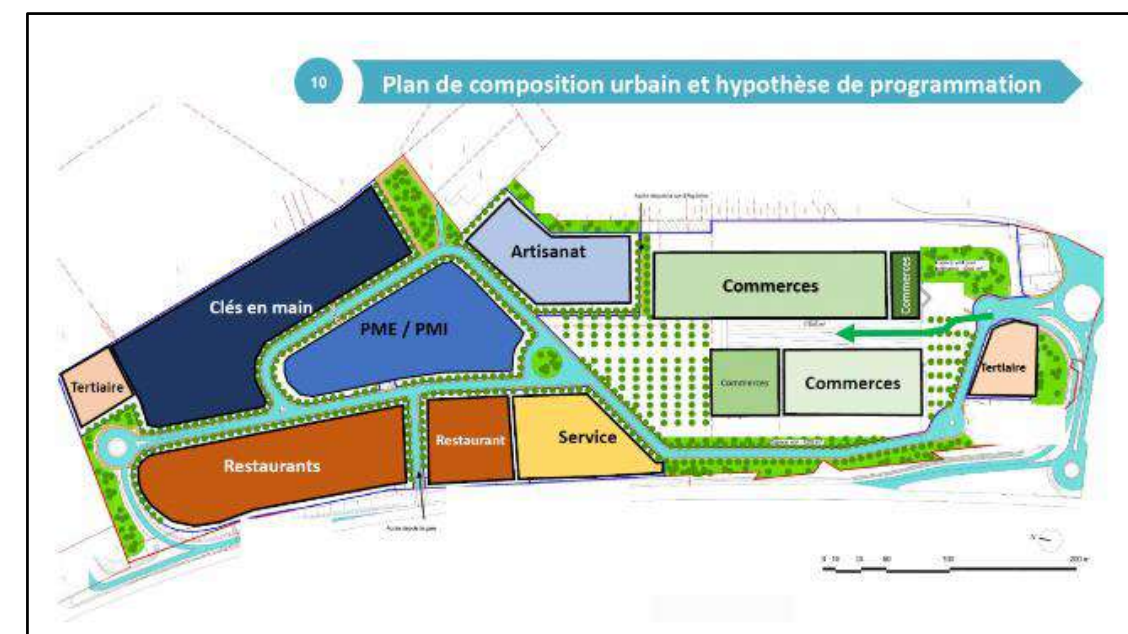 10
Plan de composition urbain et hypothèse de programmation
Artisanat
Commerces
Commerces
Clés en main
PME / PMI
Tertiaire
Commerces
Commerces
Tertiaire
Restaurants
Restaurant
Service
N
200 m